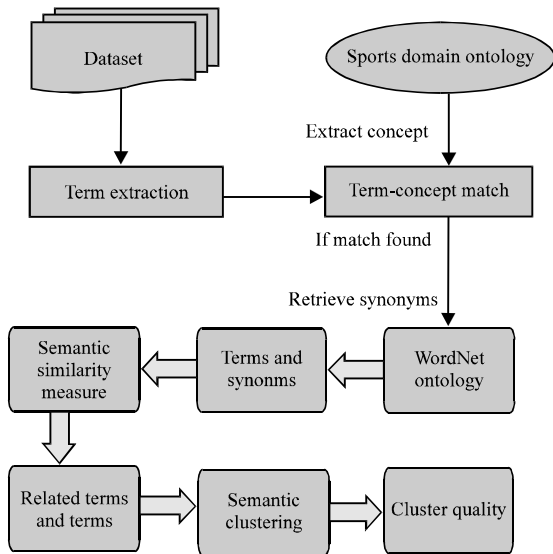 Dataset
Sports domain ontology
Extract concept
Term extraction
Term-concept match
If match found
Retrieve synonyms
Semantic
similarity
measure
Terms and
synonms
WordNet
ontology
Related terms
and terms
Semantic
clustering
Cluster quality